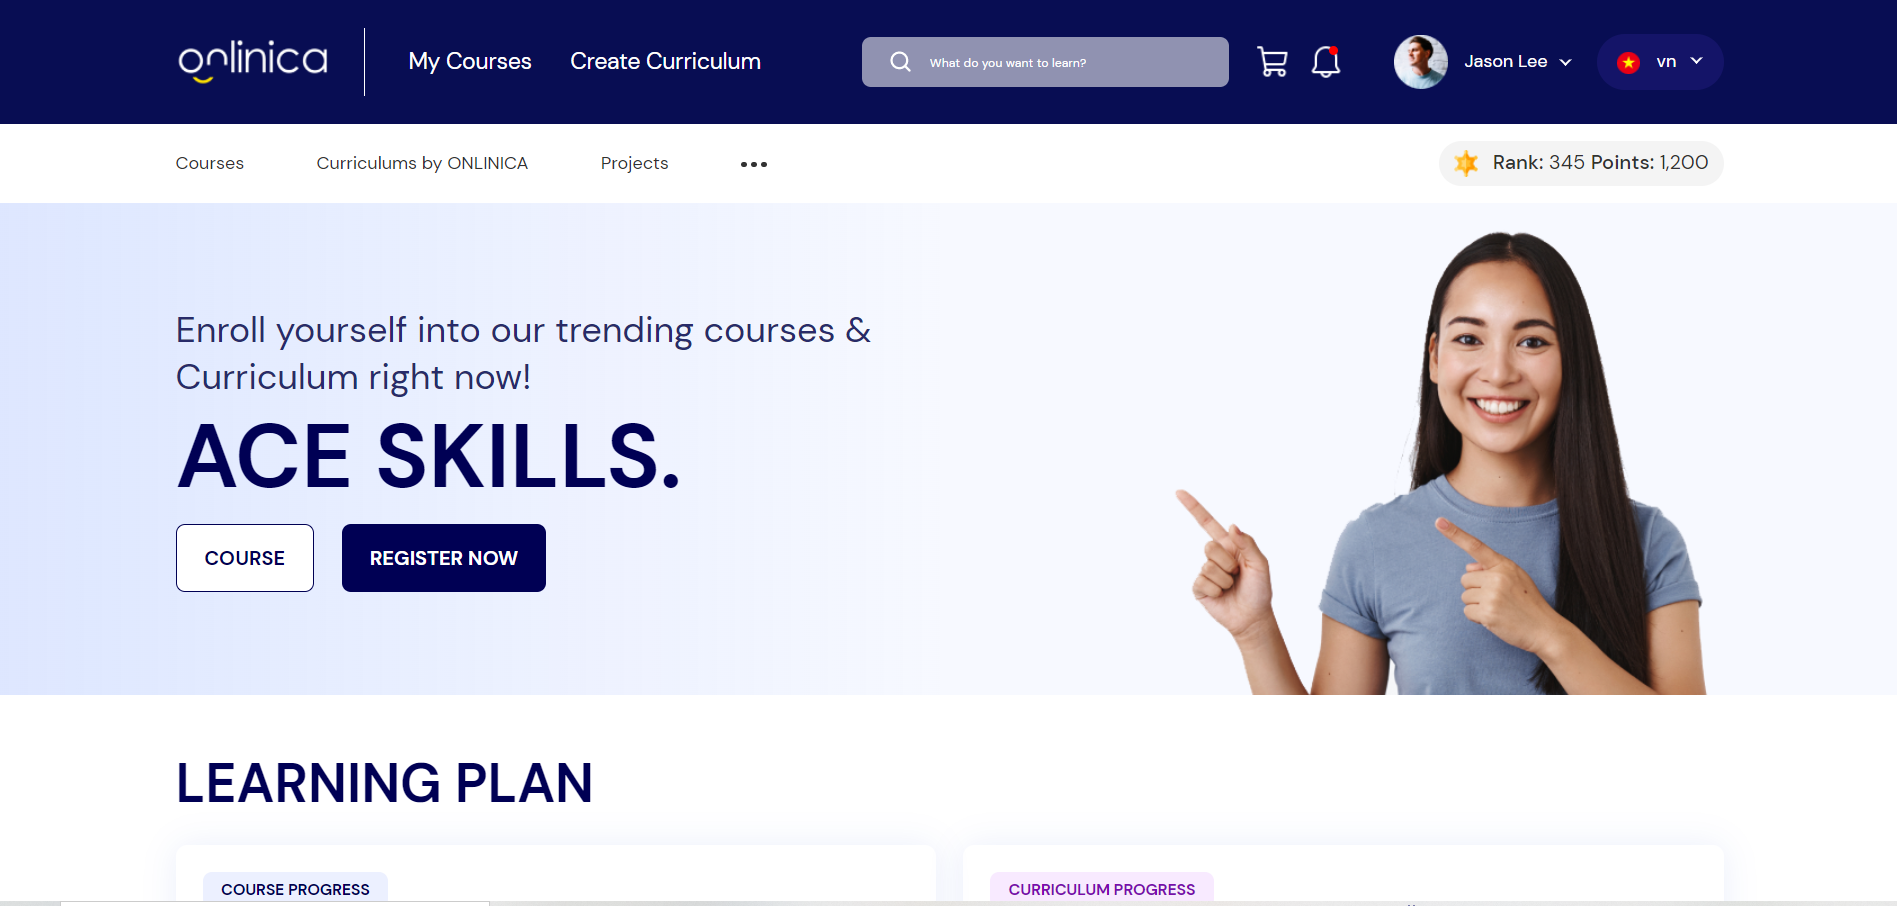 onlinica
My Courses
Create Curriculum
What do you want to learn?
Jason Lee
vn
Courses
Curriculums by ONLINICA
Projects
Rank: 345 Points: 1,200
Enroll yourself into our trending courses &
Curriculum right now!
ACE SKILLS.
COURSE
REGISTER NOW
LEARNING PLAN
COURSE PROGRESS
CURRICULUM PROGRESS